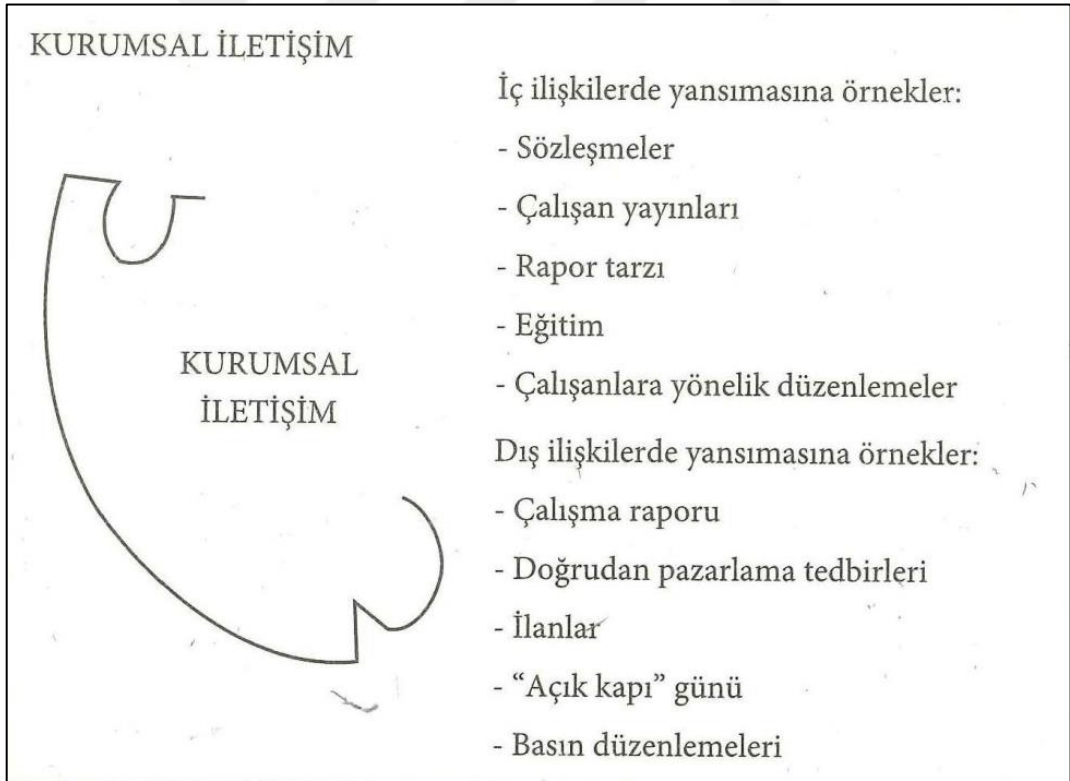 KURUMSAL İLETİŞİM
KURUMSAL
İLETİŞİM
İç ilişkilerde yansımasına örnekler:
- Sözleşmeler
- Çalışan yayınları
- Rapor tarzı
- Eğitim
- Çalışanlara yönelik düzenlemeler
Dış ilişkilerde yansımasına örnekler:
- Çalışma raporu
- Doğrudan pazarlama tedbirleri
- İlanlar
- “Açık kapı” günü
- Basın düzenlemeleri